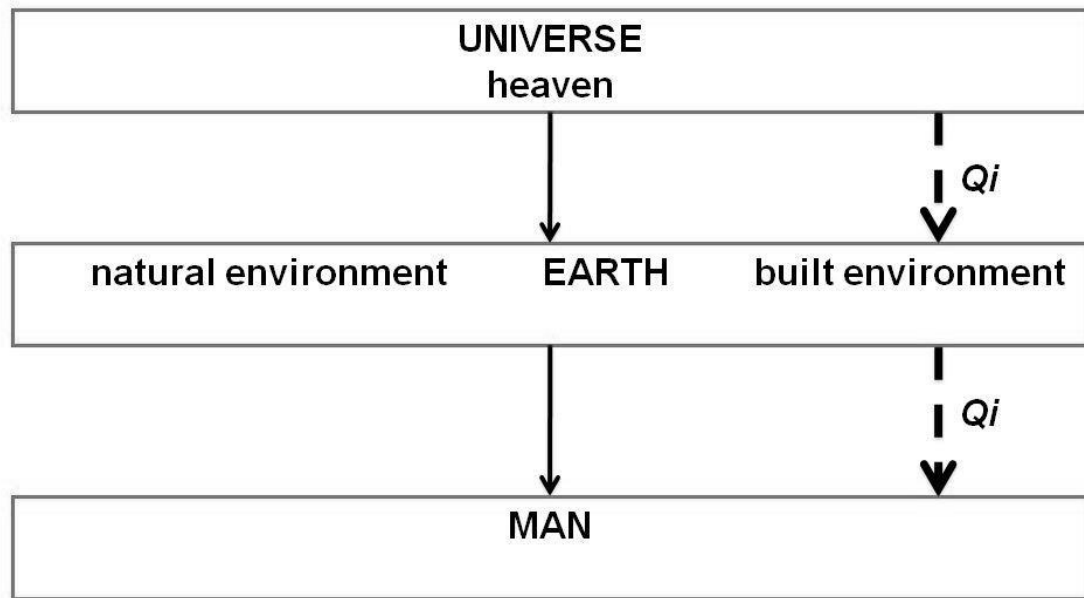 UNIVERSE
heaven
Qi
natural environment EARTH built environment
Qi
MAN